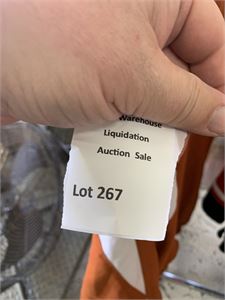 Warehouse
Liquidation
Auction Sale
Lot 267